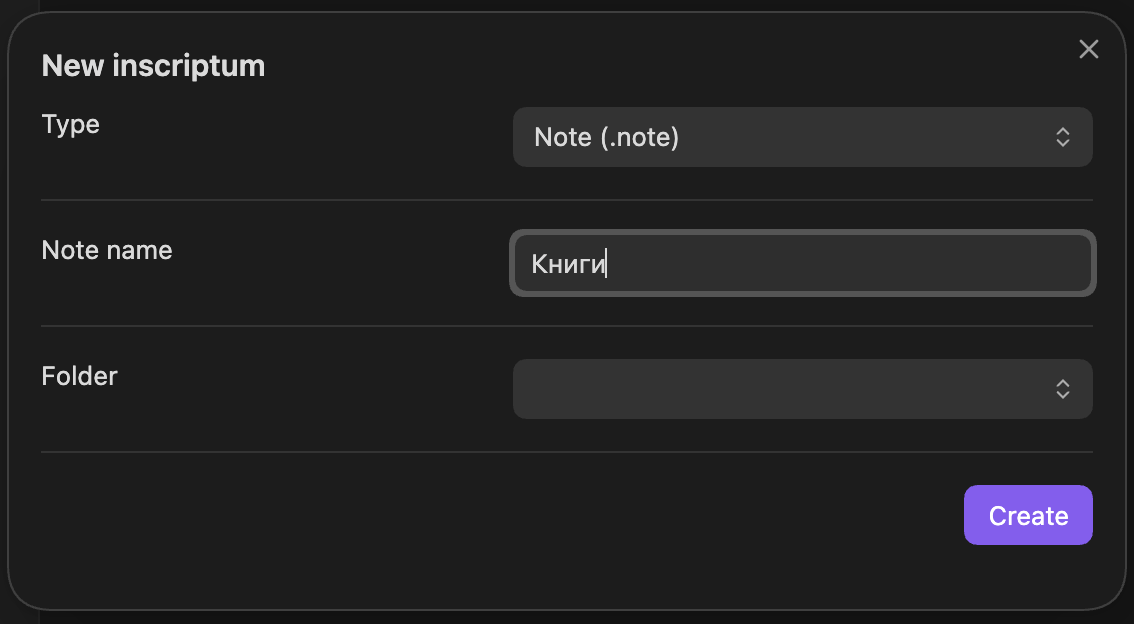 New inscriptum
Type
Note (.note)
Note name
Книги
Folder
Create